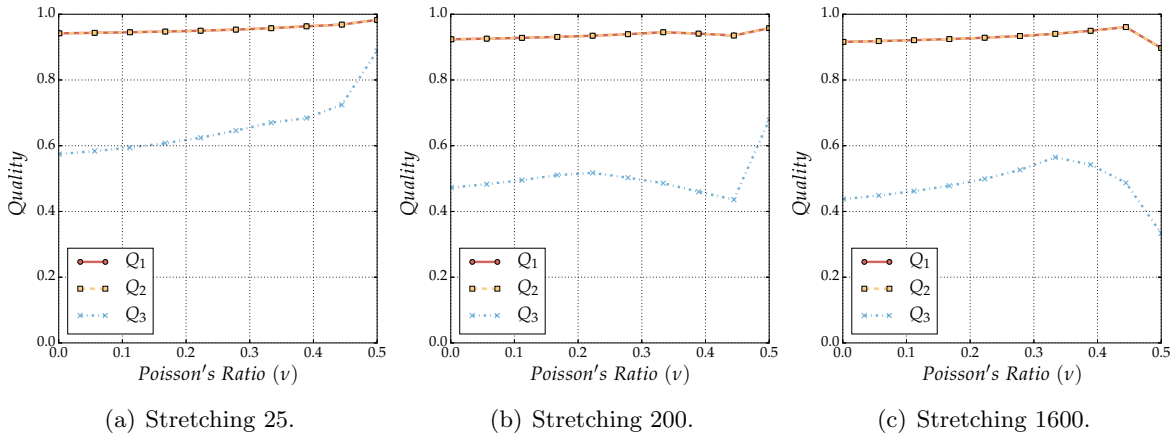 1.0
0.8
0.6
0.4
0.2
0.0
Quality
Q1
Q2
Q3
0.0 0.1 0.2 0.3 0.4 0.5
Poisson's Ratio (ν)
(a) Stretching 25.
1.0
0.8
0.6
0.4
0.2
0.0
Quality
Q1
Q2
Q3
0.0 0.1 0.2 0.3 0.4 0.5
Poisson's Ratio (ν)
(b) Stretching 200.
1.0
0.8
0.6
0.4
0.2
0.0
Quality
Q1
Q2
Q3
0.0 0.1 0.2 0.3 0.4 0.5
Poisson's Ratio (ν)
(c) Stretching 1600.